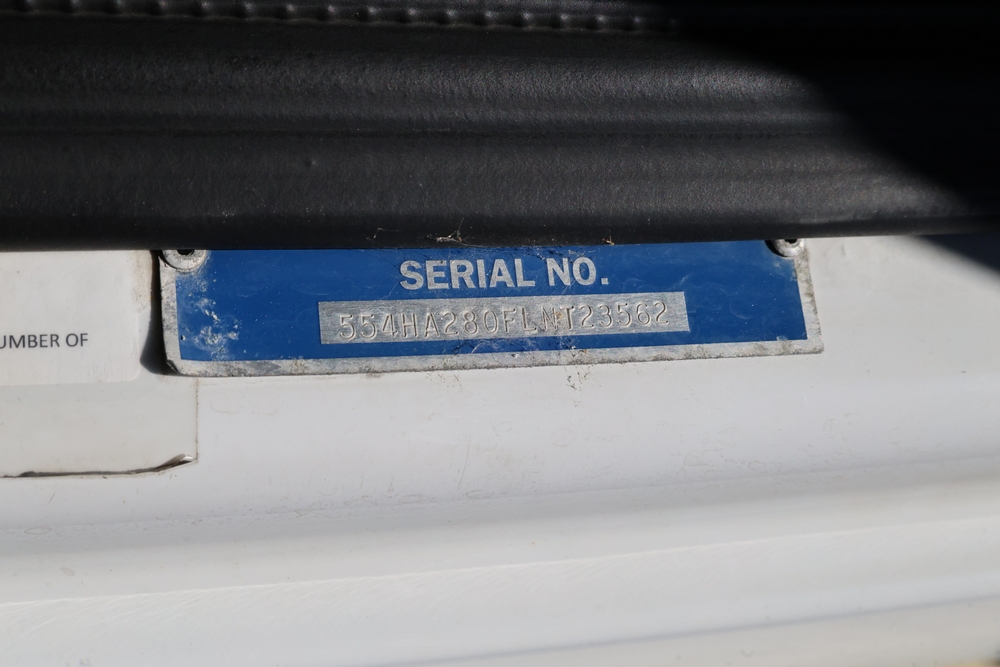 SERIAL NO.
554HA280FLNT23562
UMBER OF